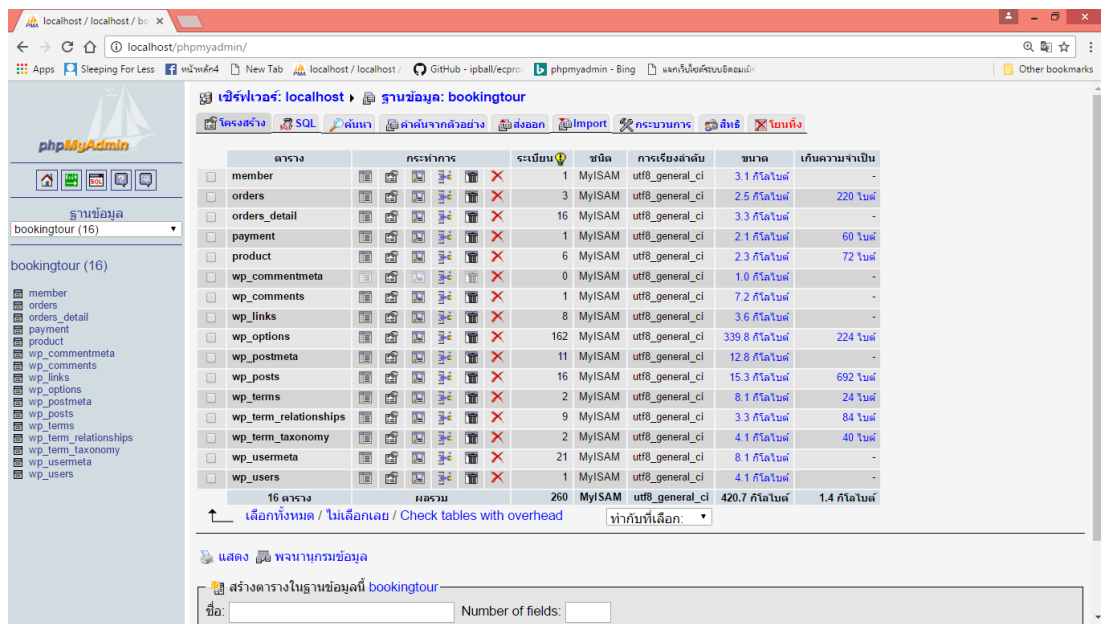 localhost / localhost / bo
localhost/phpmyadmin/
Apps Sleeping For Less หน้าหลัก4 New Tab localhost / localhost / GitHub - ipball/ecpro phpmyadmin - Bing Other bookmarks
phpMyAdmin
ฐานข้อมูล
bookingtour (16)
bookingtour (16)
member
orders
orders_detail
payment
product
wp_commentmeta
wp_comments
wp_links
wp_options
wp_postmeta
wp_posts
wp_terms
wp_term_relationships
wp_term_taxonomy
wp_usermeta
wp_users
เซิร์ฟเวอร์: localhost ▸ ฐานข้อมูล: bookingtour
โครงสร้าง SQL ค้นหา คำค้นจากตัวอย่าง ส่งออก Import กระบวนการ สิทธิ โยนทิ้ง
ตาราง กระทำการ ระเบียน ชนิด การเรียงลำดับ ขนาด เกินความจำเป็น
member 1 MyISAM utf8_general_ci 3.1 กิโลไบต์ -
orders 3 MyISAM utf8_general_ci 2.5 กิโลไบต์ 220 ไบต์
orders_detail 16 MyISAM utf8_general_ci 3.3 กิโลไบต์ -
payment 1 MyISAM utf8_general_ci 2.1 กิโลไบต์ 60 ไบต์
product 6 MyISAM utf8_general_ci 2.3 กิโลไบต์ 72 ไบต์
wp_commentmeta 0 MyISAM utf8_general_ci 1.0 กิโลไบต์ -
wp_comments 1 MyISAM utf8_general_ci 7.2 กิโลไบต์ -
wp_links 8 MyISAM utf8_general_ci 3.6 กิโลไบต์ -
wp_options 162 MyISAM utf8_general_ci 339.8 กิโลไบต์ 224 ไบต์
wp_postmeta 11 MyISAM utf8_general_ci 12.8 กิโลไบต์ -
wp_posts 16 MyISAM utf8_general_ci 15.3 กิโลไบต์ 692 ไบต์
wp_terms 2 MyISAM utf8_general_ci 8.1 กิโลไบต์ 24 ไบต์
wp_term_relationships 9 MyISAM utf8_general_ci 3.3 กิโลไบต์ 84 ไบต์
wp_term_taxonomy 2 MyISAM utf8_general_ci 4.1 กิโลไบต์ 40 ไบต์
wp_usermeta 21 MyISAM utf8_general_ci 8.1 กิโลไบต์ -
wp_users 1 MyISAM utf8_general_ci 4.1 กิโลไบต์ -
16 ตาราง ผลรวม 260 MyISAM utf8_general_ci 420.7 กิโลไบต์ 1.4 กิโลไบต์
เลือกทั้งหมด / ไม่เลือกเลย / Check tables with overhead ทำกับที่เลือก:
แสดง พจนานุกรมข้อมูล
สร้างตารางในฐานข้อมูลนี้ bookingtour
ชื่อ: Number of fields: